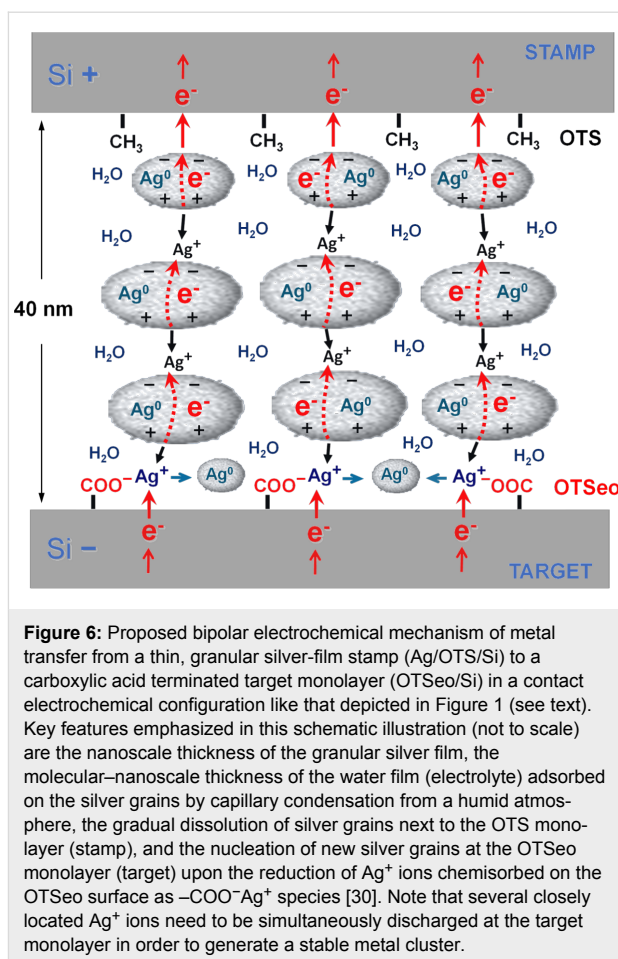 STAMP
Si +
e- e- e-
CH3 CH3 CH3 CH3 OTS
H2O Ag0 e- H2O e- Ag0 H2O Ag0 e-
− − − − − −
+ + + + + +
H2O H2O H2O H2O
Ag+ Ag+ Ag+
− − − − − −
40 nm
Ag0 e- Ag0 e- e- Ag0
+ + + + + +
H2O H2O H2O H2O
Ag+ Ag+ Ag+
− − − − − −
Ag0 e- e- Ag0 e- Ag0
+ + + + + +
H2O H2O H2O H2O
COO− Ag+ Ag0 COO− Ag+ Ag0 Ag+ −OOC OTSeo
e- e- e-
Si −
TARGET
Figure 6: Proposed bipolar electrochemical mechanism of metal
transfer from a thin, granular silver-film stamp (Ag/OTS/Si) to a
carboxylic acid terminated target monolayer (OTSeo/Si) in a contact
electrochemical configuration like that depicted in Figure 1 (see text).
Key features emphasized in this schematic illustration (not to scale)
are the nanoscale thickness of the granular silver film, the
molecular–nanoscale thickness of the water film (electrolyte) adsorbed
on the silver grains by capillary condensation from a humid atmos-
phere, the gradual dissolution of silver grains next to the OTS mono-
layer (stamp), and the nucleation of new silver grains at the OTSeo
monolayer (target) upon the reduction of Ag+ ions chemisorbed on the
OTSeo surface as –COO−Ag+ species [30]. Note that several closely
located Ag+ ions need to be simultaneously discharged at the target
monolayer in order to generate a stable metal cluster.